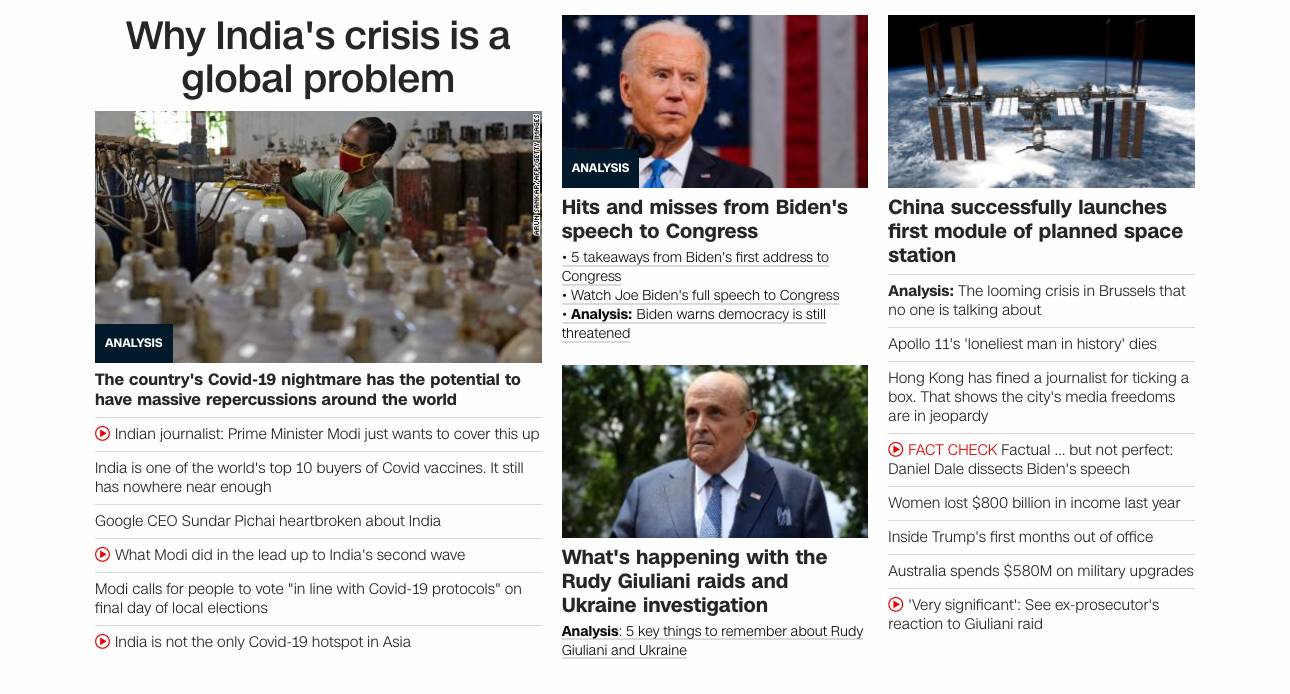 Why India's crisis is a
global problem
ARUN SANKAR/AFP/GETTY IMAGES
ANALYSIS
The country's Covid-19 nightmare has the potential to
have massive repercussions around the world
Indian journalist: Prime Minister Modi just wants to cover this up
India is one of the world's top 10 buyers of Covid vaccines. It still
has nowhere near enough
Google CEO Sundar Pichai heartbroken about India
What Modi did in the lead up to India's second wave
Modi calls for people to vote "in line with Covid-19 protocols" on
final day of local elections
India is not the only Covid-19 hotspot in Asia
ANALYSIS
Hits and misses from Biden's
speech to Congress
• 5 takeaways from Biden's first address to
Congress
• Watch Joe Biden's full speech to Congress
• Analysis: Biden warns democracy is still
threatened
What's happening with the
Rudy Giuliani raids and
Ukraine investigation
Analysis: 5 key things to remember about Rudy
Giuliani and Ukraine
China successfully launches
first module of planned space
station
Analysis: The looming crisis in Brussels that
no one is talking about
Apollo 11's 'loneliest man in history' dies
Hong Kong has fined a journalist for ticking a
box. That shows the city's media freedoms
are in jeopardy
FACT CHECK Factual ... but not perfect:
Daniel Dale dissects Biden's speech
Women lost $800 billion in income last year
Inside Trump's first months out of office
Australia spends $580M on military upgrades
'Very significant': See ex-prosecutor's
reaction to Giuliani raid